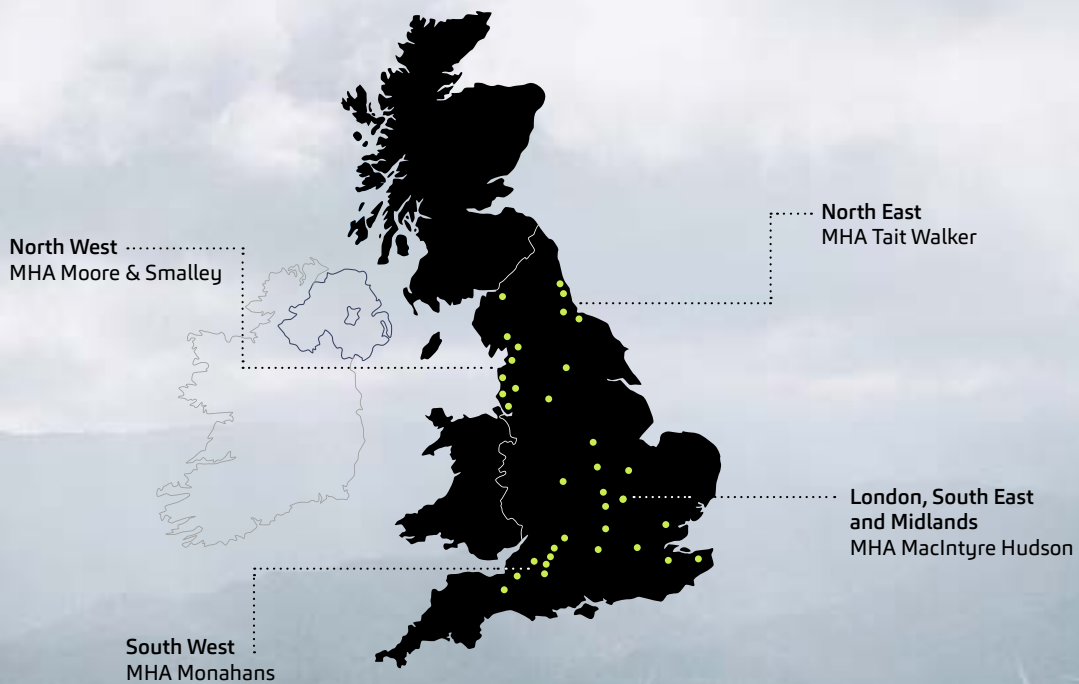 North West
MHA Moore & Smalley
North East
MHA Tait Walker
London, South East
and Midlands
MHA MacIntyre Hudson
South West
MHA Monahans